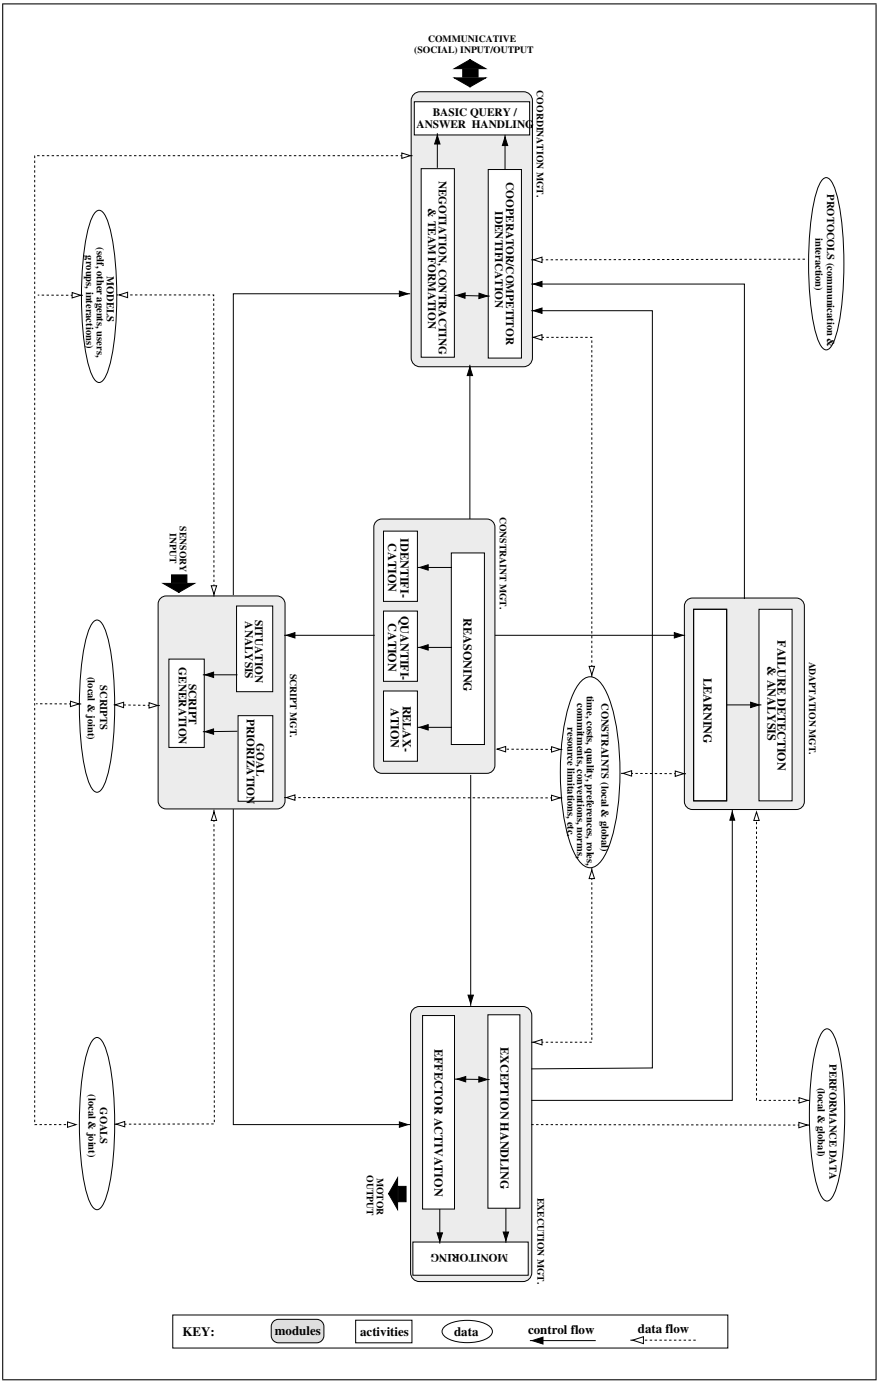 COMMUNICATIVE
(SOCIAL) INPUT/OUTPUT
COORDINATION MGT.
BASIC QUERY /
ANSWER HANDLING
COOPERATOR/COMPETITOR
IDENTIFICATION
NEGOTIATION, CONTRACTING
& TEAM FORMATION
PROTOCOLS (communication &
interaction)
MODELS
(self, other agents, users,
groups, interactions)
SENSORY
INPUT
CONSTRAINT MGT.
REASONING
IDENTIFI-
CATION
QUANTIFI-
CATION
RELAX-
ATION
ADAPTATION MGT.
FAILURE DETECTION
& ANALYSIS
LEARNING
CONSTRAINTS (local & global)
time, costs, quality, preferences, roles,
commitments, conventions, norms,
resource limitations, etc.
SCRIPT MGT.
SITUATION
ANALYSIS
GOAL
PRIORIZATION
SCRIPT
GENERATION
SCRIPTS
(local & joint)
EXECUTION MGT.
EXCEPTION HANDLING
EFFECTOR ACTIVATION
MONITORING
MOTOR
OUTPUT
PERFORMANCE DATA
(local & global)
GOALS
(local & joint)
KEY:
modules
activities
data
control flow
data flow